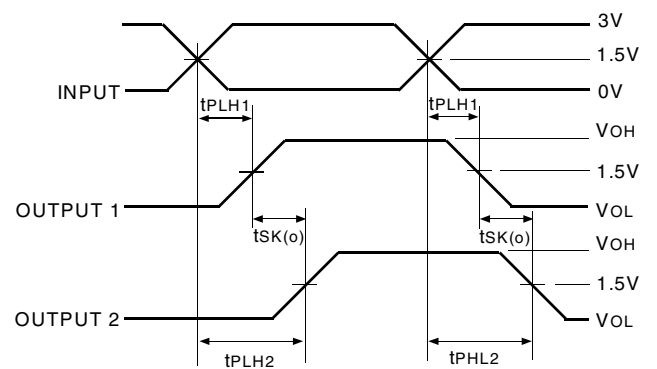 3V
1.5V
INPUT
0V
tPLH1
tPLH1
VOH
1.5V
OUTPUT 1
VOL
tSK(o)
tSK(o)
VOH
1.5V
OUTPUT 2
VOL
tPLH2
tPHL2